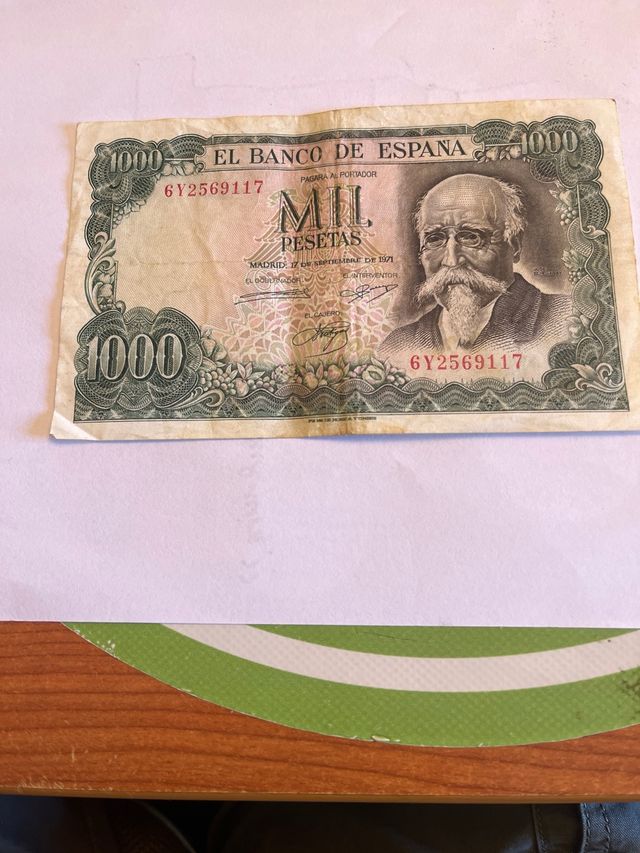 1000 EL BANCO DE ESPAÑA 1000
PAGARA AL PORTADOR
6Y2569117
MIL
PESETAS
MADRID, 17 DE SEPTIEMBRE DE 1971
EL GOBERNADOR EL INTERVENTOR
EL CAJERO
1000
6Y2569117